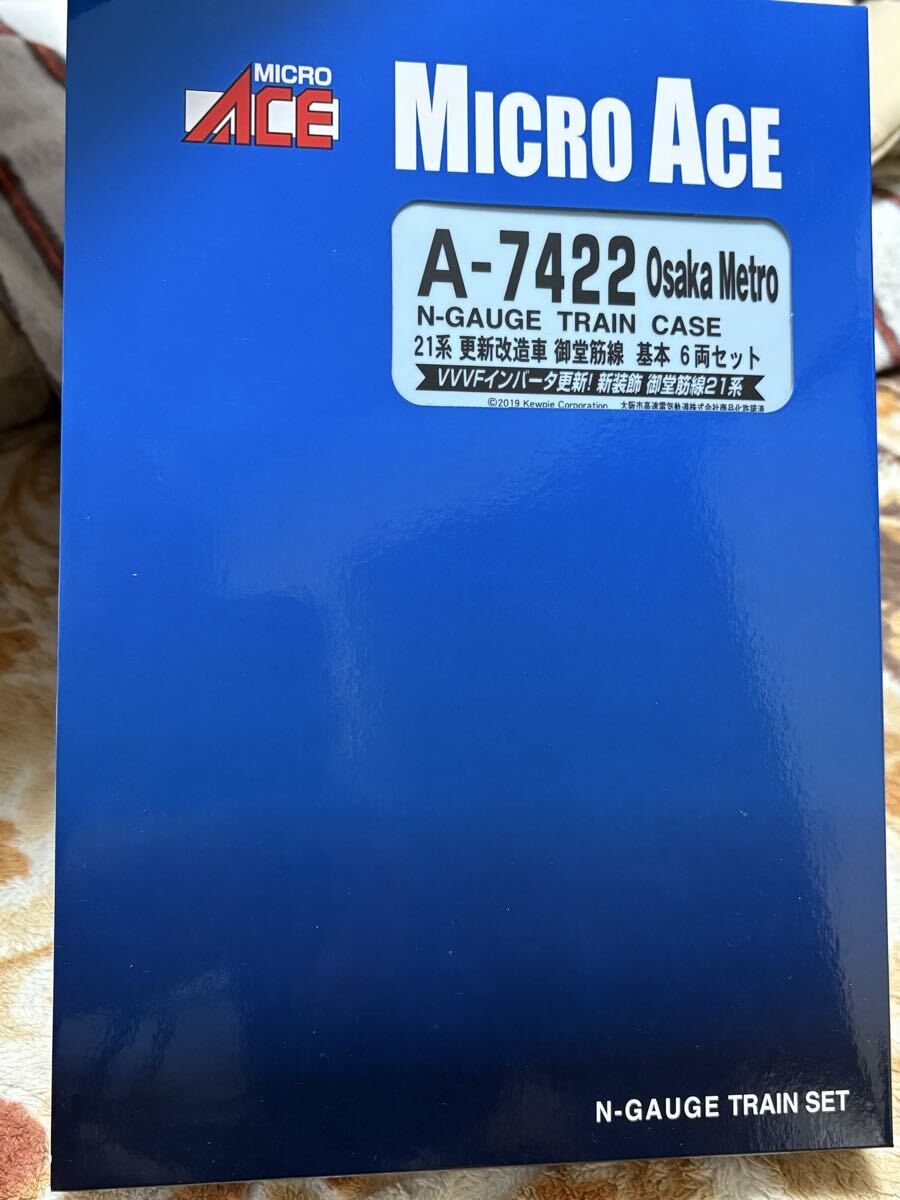 MICRO
ACE
MICRO ACE
A-7422 Osaka Metro
N-GAUGE TRAIN CASE
21系 更新改造車 御堂筋線 基本 6両セット
VVVFインバータ更新! 新装飾 御堂筋線21系
©2019 Kewpie Corporation 大阪市高速電気軌道株式会社商品化許諾済
N-GAUGE TRAIN SET